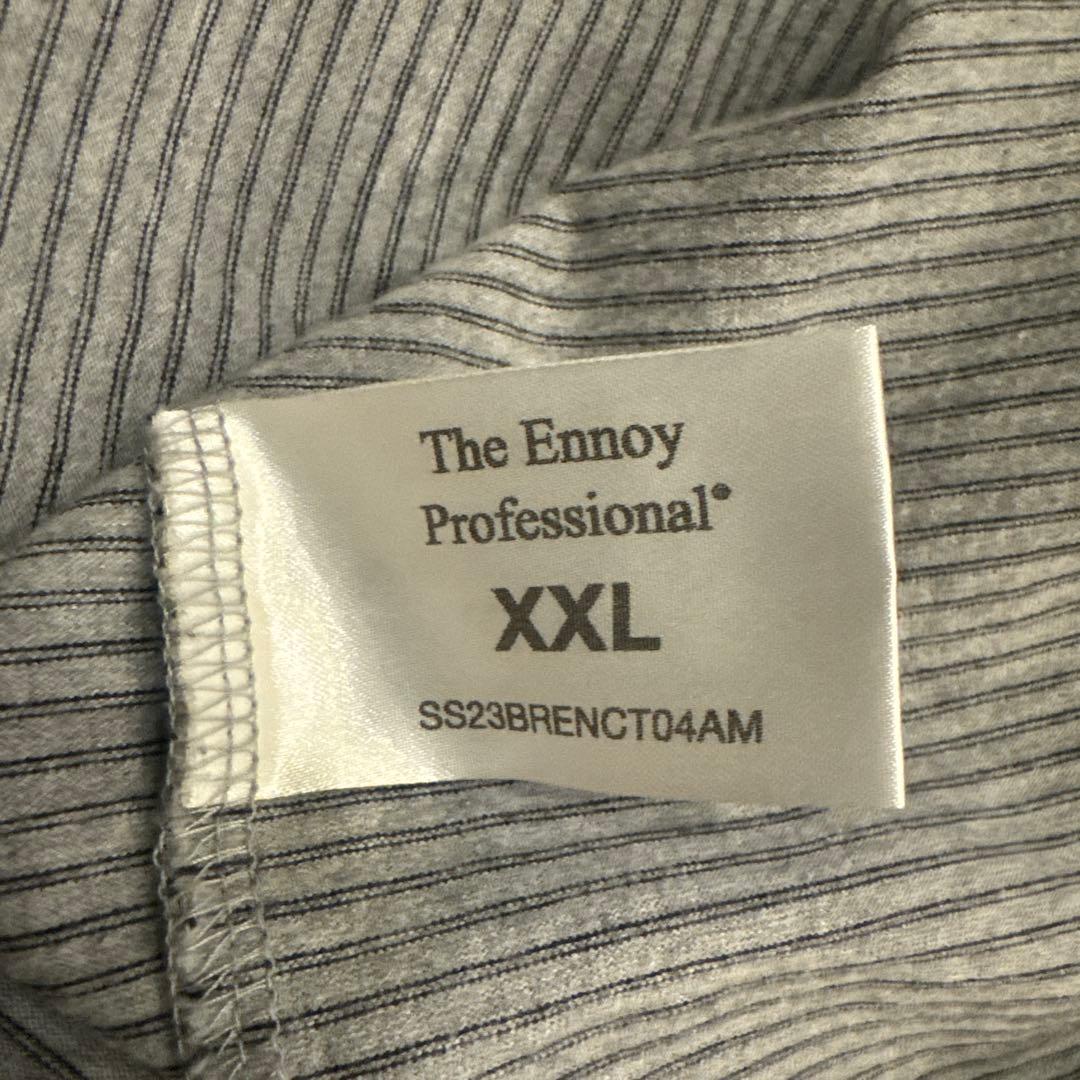 The Ennoy
Professional®
XXL
SS23BRENCT04AM